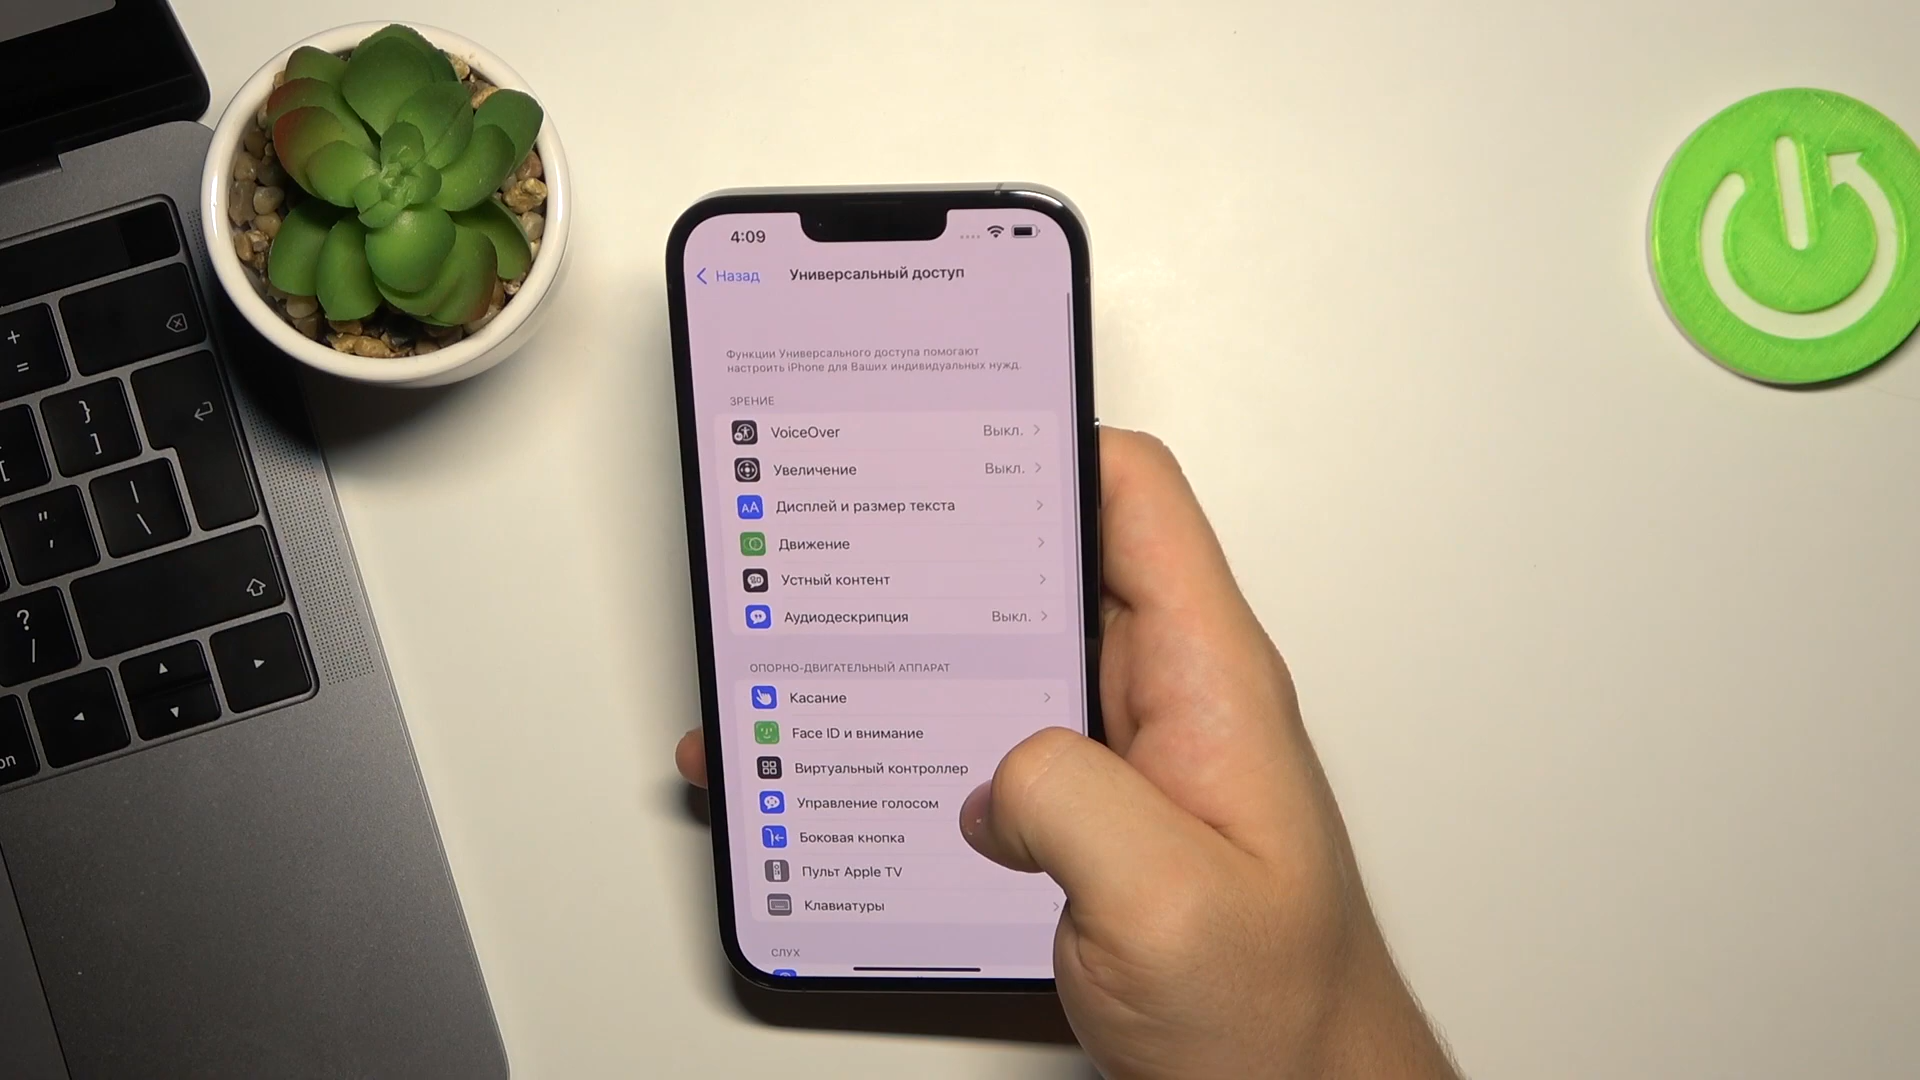 4:09
Назад
Универсальный доступ
Функции Универсального доступа помогают
настроить iPhone для Ваших индивидуальных нужд.
ЗРЕНИЕ
VoiceOver Выкл.
Увеличение Выкл.
AA Дисплей и размер текста
Движение
Устный контент
Аудиодескрипция Выкл.
ОПОРНО-ДВИГАТЕЛЬНЫЙ АППАРАТ
Касание
Face ID и внимание
Виртуальный контроллер
Управление голосом
Боковая кнопка
Пульт Apple TV
Клавиатуры
СЛУХ
+
=
}
]
[
"
,
|
\
?
/